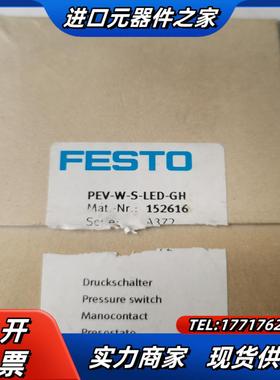 进口元器件之家
FESTO
PEV-W-S-LED-GH
Mat.-Nr.: 152616
A372
Druckschalter
Pressure switch
Manocontact
开票
TEL:1771762
实力商家 现货供